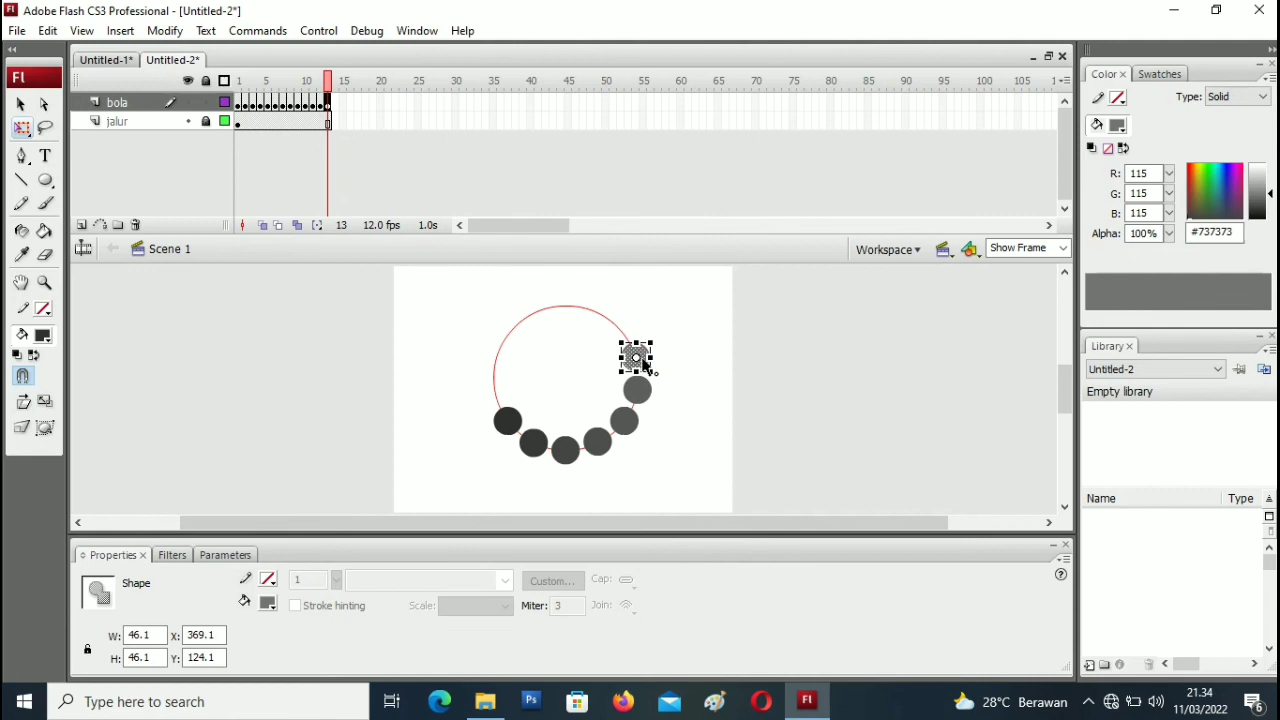 Adobe Flash CS3 Professional - [Untitled-2*]
File Edit View Insert Modify Text Commands Control Debug Window Help
Untitled-1* Untitled-2*
1 5 10 15 20 25 30 35 40 45 50 55 60 65 70 75 80 85 90 95 100 105
bola
jalur
13 12.0 fps 1.0s
Scene 1 Workspace Show Frame
Color Swatches
Type: Solid
R: 115
G: 115
B: 115
Alpha: 100% #737373
Library
Untitled-2
Empty library
Name Type
Properties Filters Parameters
Shape 1 Custom... Cap:
Stroke hinting Scale: Miter: 3 Join:
W: 46.1 X: 369.1
H: 46.1 Y: 124.1
Type here to search
28°C Berawan
21.34
11/03/2022
6